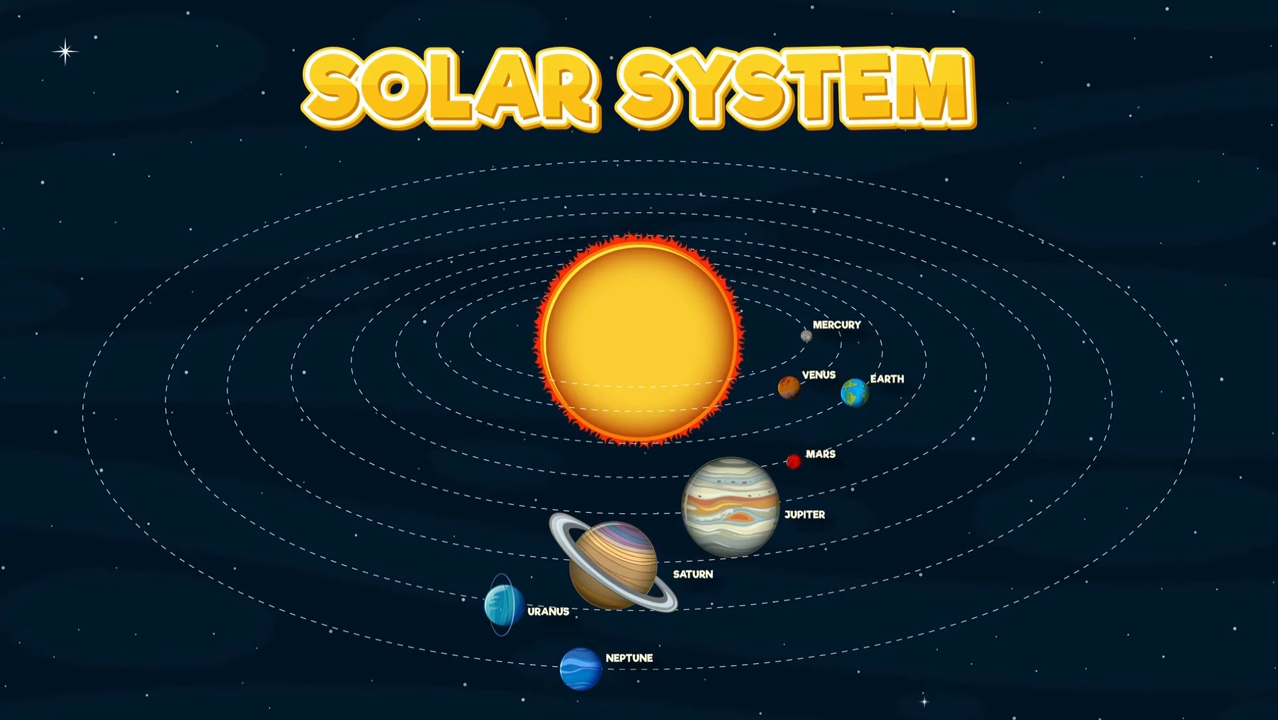 SOLAR SYSTEM
MERCURY
VENUS
EARTH
MARS
JUPITER
SATURN
URANUS
NEPTUNE